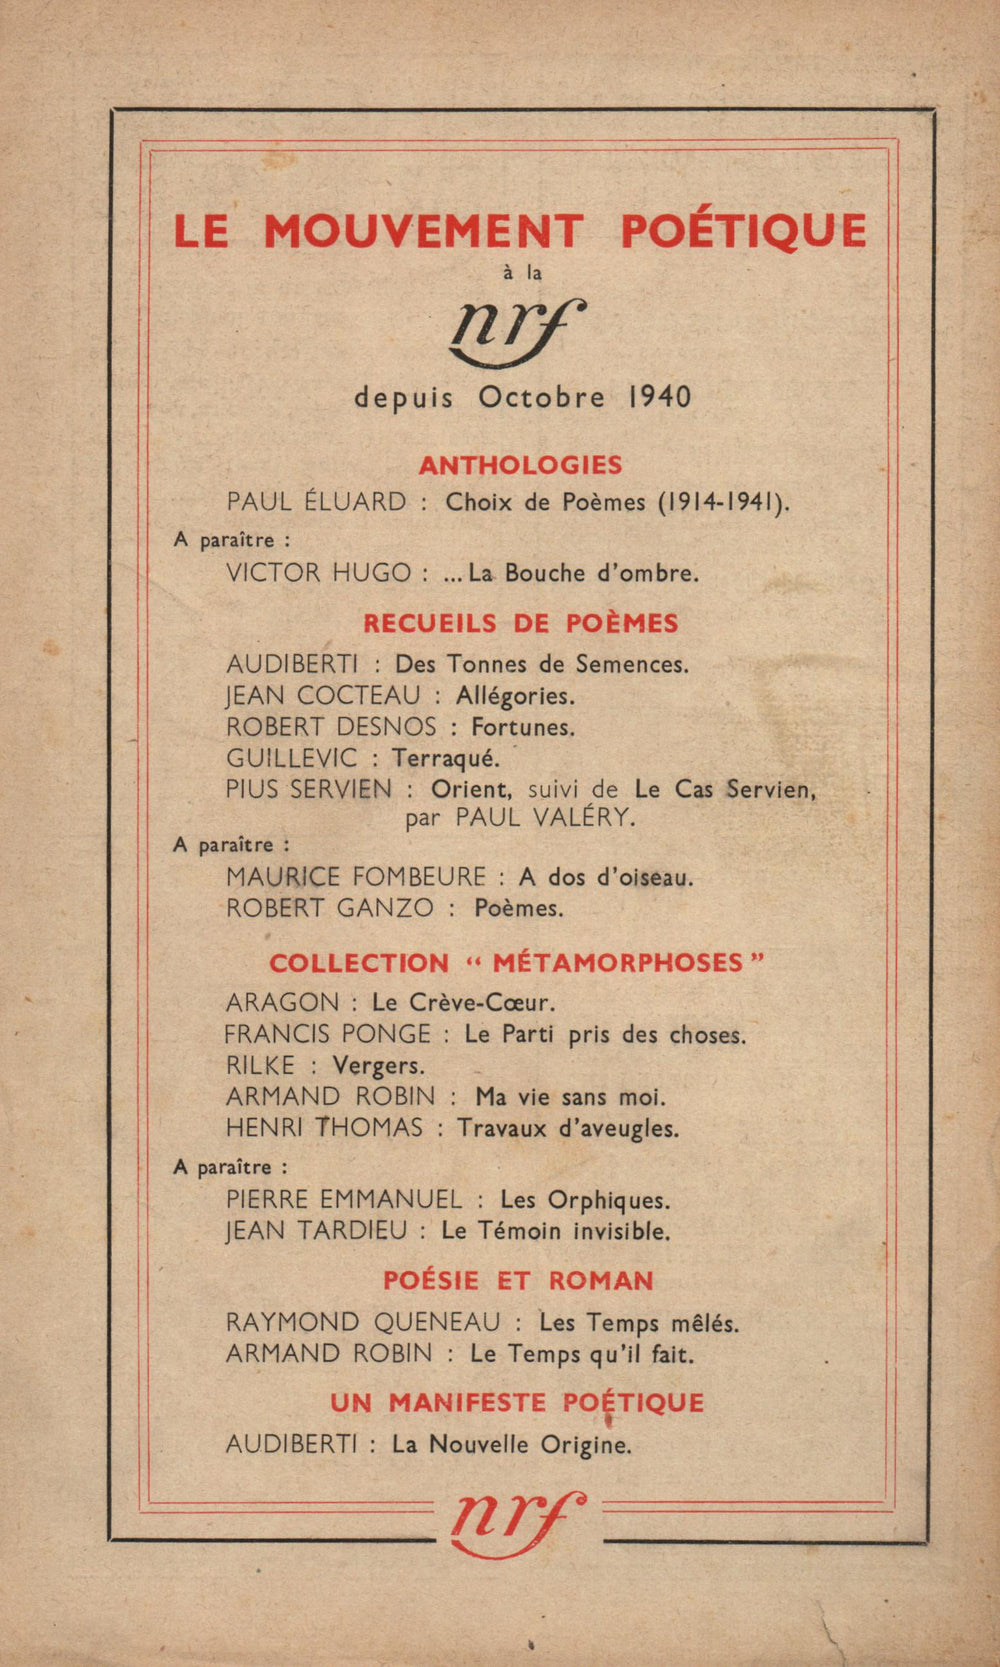 LE MOUVEMENT POÉTIQUE
à la
nrf
depuis Octobre 1940
ANTHOLOGIES
PAUL ÉLUARD : Choix de Poèmes (1914-1941).
A paraître :
VICTOR HUGO : ... La Bouche d'ombre.
RECUEILS DE POÈMES
AUDIBERTI : Des Tonnes de Semences.
JEAN COCTEAU : Allégories.
ROBERT DESNOS : Fortunes.
GUILLEVIC : Terraqué.
PIUS SERVIEN : Orient, suivi de Le Cas Servien,
par PAUL VALÉRY.
A paraître :
MAURICE FOMBEURE : A dos d'oiseau.
ROBERT GANZO : Poèmes.
COLLECTION “ MÉTAMORPHOSES ”
ARAGON : Le Crève-Cœur.
FRANCIS PONGE : Le Parti pris des choses.
RILKE : Vergers.
ARMAND ROBIN : Ma vie sans moi.
HENRI THOMAS : Travaux d'aveugles.
A paraître :
PIERRE EMMANUEL : Les Orphiques.
JEAN TARDIEU : Le Témoin invisible.
POÉSIE ET ROMAN
RAYMOND QUENEAU : Les Temps mêlés.
ARMAND ROBIN : Le Temps qu'il fait.
UN MANIFESTE POÉTIQUE
AUDIBERTI : La Nouvelle Origine.
nrf